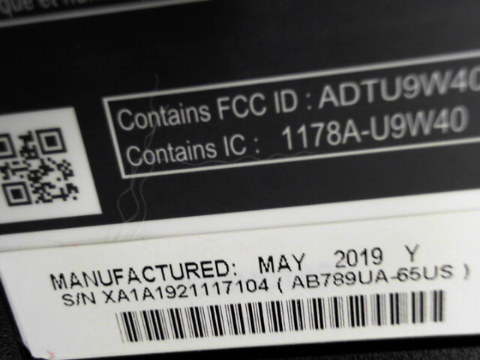 Contains FCC ID : ADTU9W40
Contains IC : 1178A-U9W40
MANUFACTURED: MAY 2019 Y
S/N XA1A1921117104 ( AB789UA-65US )